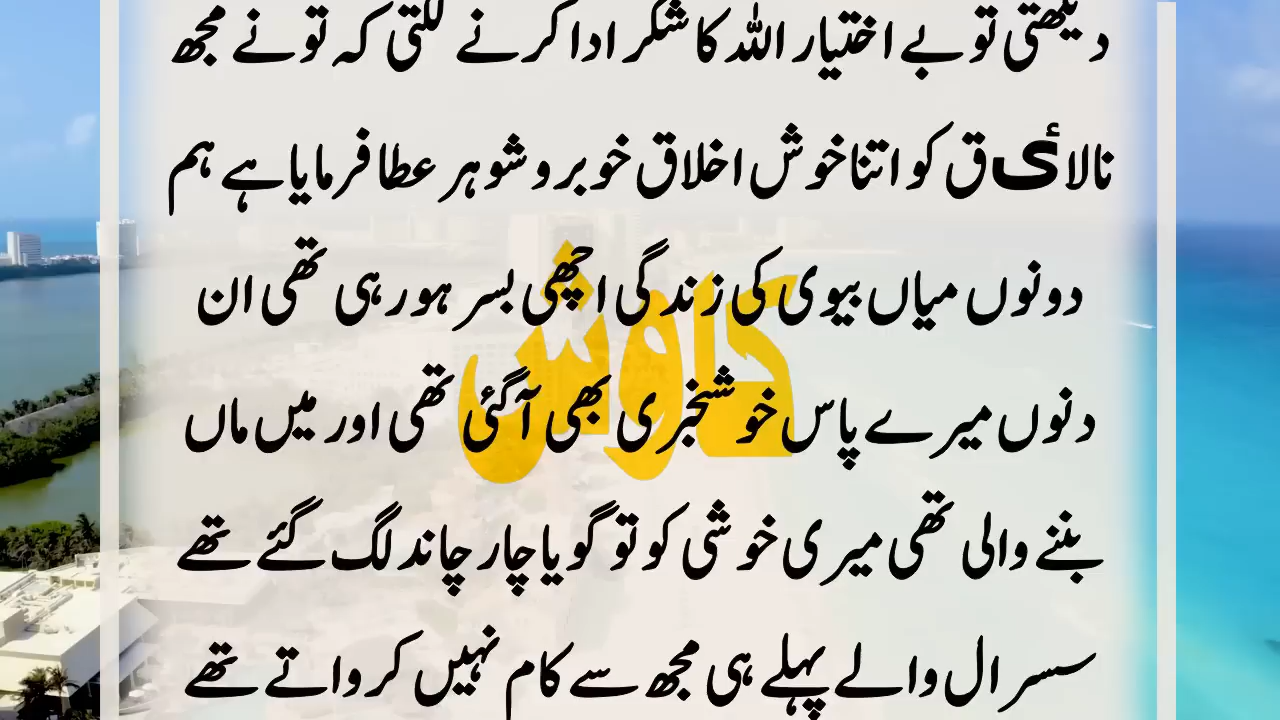 دیکھتی تو بے اختیار اللہ کا شکر ادا کرنے لگتی کہ تو نے مجھ
نالائق کو اتنا خوش اخلاق خوبرو شوہر عطا فرمایا ہے ہم
دونوں میاں بیوی کی زندگی اچھی بسر ہو رہی تھی ان
دنوں میرے پاس خوشخبری بھی آگئی تھی اور میں ماں
بننے والی تھی میری خوشی کو تو گویا چار چاند لگ گئے تھے
سسرال والے پہلے ہی مجھ سے کام نہیں کرواتے تھے
کاوش